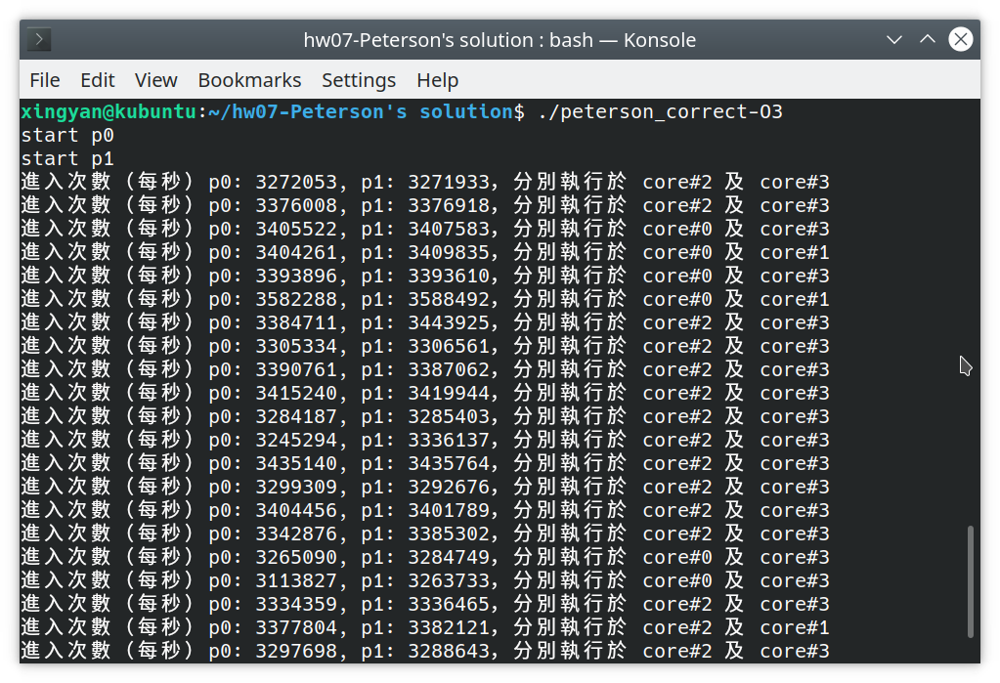 hw07-Peterson's solution : bash — Konsole
File Edit View Bookmarks Settings Help
xingyan@kubuntu:~/hw07-Peterson's solution$ ./peterson_correct-O3
start p0
start p1
進入次數（每秒）p0: 3272053, p1: 3271933, 分別執行於 core#2 及 core#3
進入次數（每秒）p0: 3376008, p1: 3376918, 分別執行於 core#2 及 core#3
進入次數（每秒）p0: 3405522, p1: 3407583, 分別執行於 core#0 及 core#3
進入次數（每秒）p0: 3404261, p1: 3409835, 分別執行於 core#0 及 core#1
進入次數（每秒）p0: 3393896, p1: 3393610, 分別執行於 core#0 及 core#3
進入次數（每秒）p0: 3582288, p1: 3588492, 分別執行於 core#0 及 core#1
進入次數（每秒）p0: 3384711, p1: 3443925, 分別執行於 core#2 及 core#3
進入次數（每秒）p0: 3305334, p1: 3306561, 分別執行於 core#2 及 core#3
進入次數（每秒）p0: 3390761, p1: 3387062, 分別執行於 core#2 及 core#3
進入次數（每秒）p0: 3415240, p1: 3419944, 分別執行於 core#2 及 core#3
進入次數（每秒）p0: 3284187, p1: 3285403, 分別執行於 core#2 及 core#3
進入次數（每秒）p0: 3245294, p1: 3336137, 分別執行於 core#2 及 core#3
進入次數（每秒）p0: 3435140, p1: 3435764, 分別執行於 core#2 及 core#3
進入次數（每秒）p0: 3299309, p1: 3292676, 分別執行於 core#2 及 core#3
進入次數（每秒）p0: 3404456, p1: 3401789, 分別執行於 core#2 及 core#3
進入次數（每秒）p0: 3342876, p1: 3385302, 分別執行於 core#2 及 core#3
進入次數（每秒）p0: 3265090, p1: 3284749, 分別執行於 core#0 及 core#3
進入次數（每秒）p0: 3113827, p1: 3263733, 分別執行於 core#0 及 core#3
進入次數（每秒）p0: 3334359, p1: 3336465, 分別執行於 core#2 及 core#3
進入次數（每秒）p0: 3377804, p1: 3382121, 分別執行於 core#2 及 core#1
進入次數（每秒）p0: 3297698, p1: 3288643, 分別執行於 core#2 及 core#3